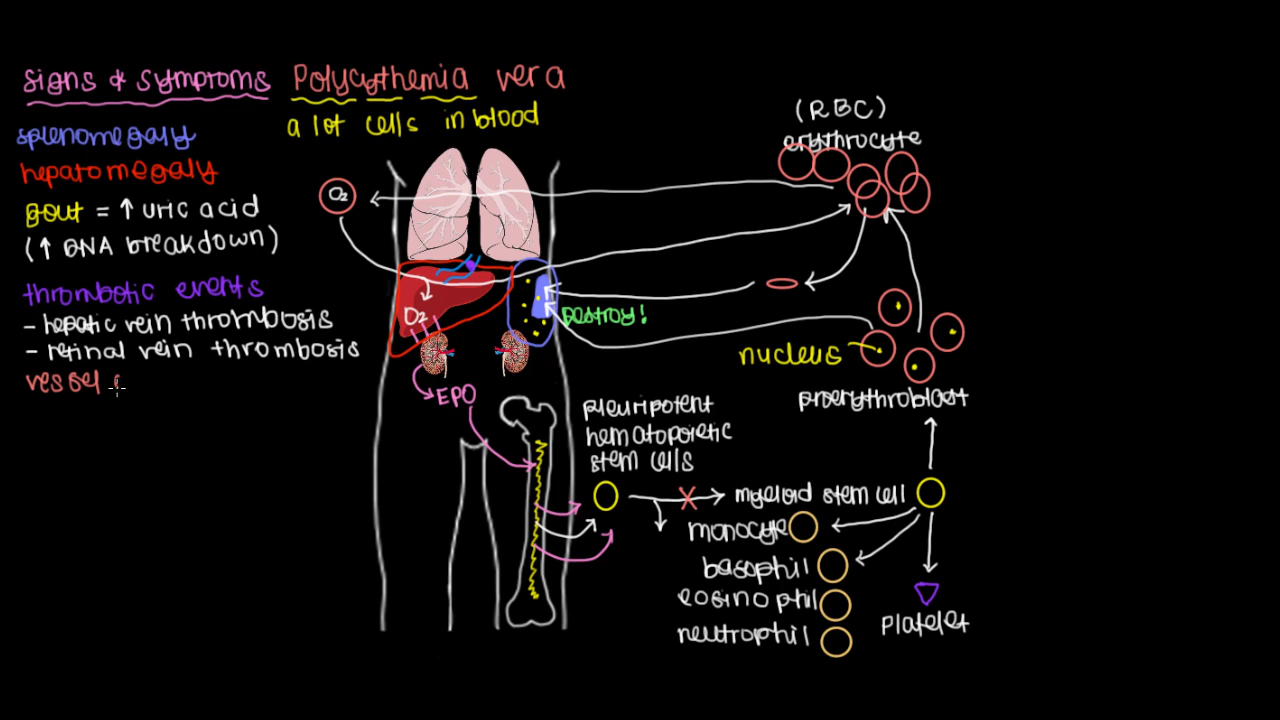 Signs & Symptoms
Polycythemia vera
a lot cells in blood
splenomegaly
hepatomegaly
gout = ↑ uric acid
(↑ DNA breakdown)
thrombotic events
- hepatic vein thrombosis
- retinal vein thrombosis
vessel
O2
O2
EPO
Destroy!
(RBC)
erythrocyte
nucleus
proerythroblast
pleuripotent
hematopoietic
stem cells
myeloid stem cell
monocyte
basophil
eosinophil
neutrophil
Platelet